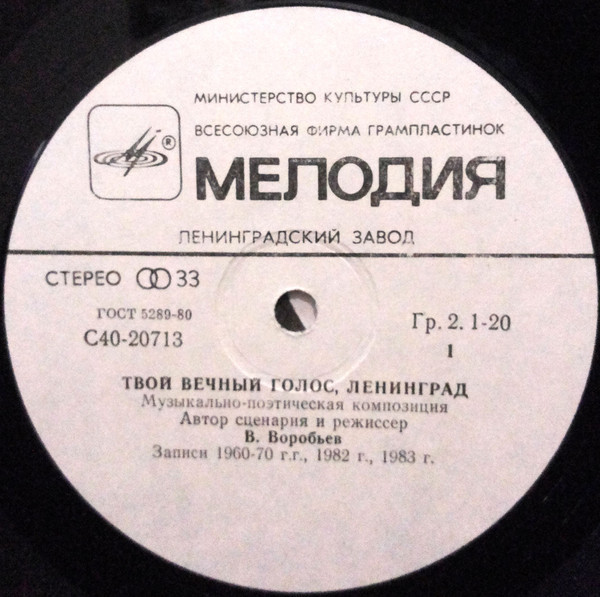 МИНИСТЕРСТВО КУЛЬТУРЫ СССР
ВСЕСОЮЗНАЯ ФИРМА ГРАМПЛАСТИНОК
®
МЕЛОДИЯ
ЛЕНИНГРАДСКИЙ ЗАВОД
СТЕРЕО 33
ГОСТ 5289-80
С40-20713
Гр. 2. 1-20
1
ТВОЙ ВЕЧНЫЙ ГОЛОС, ЛЕНИНГРАД
Музыкально-поэтическая композиция
Автор сценария и режиссер
В. Воробьев
Записи 1960-70 г.г., 1982 г., 1983 г.